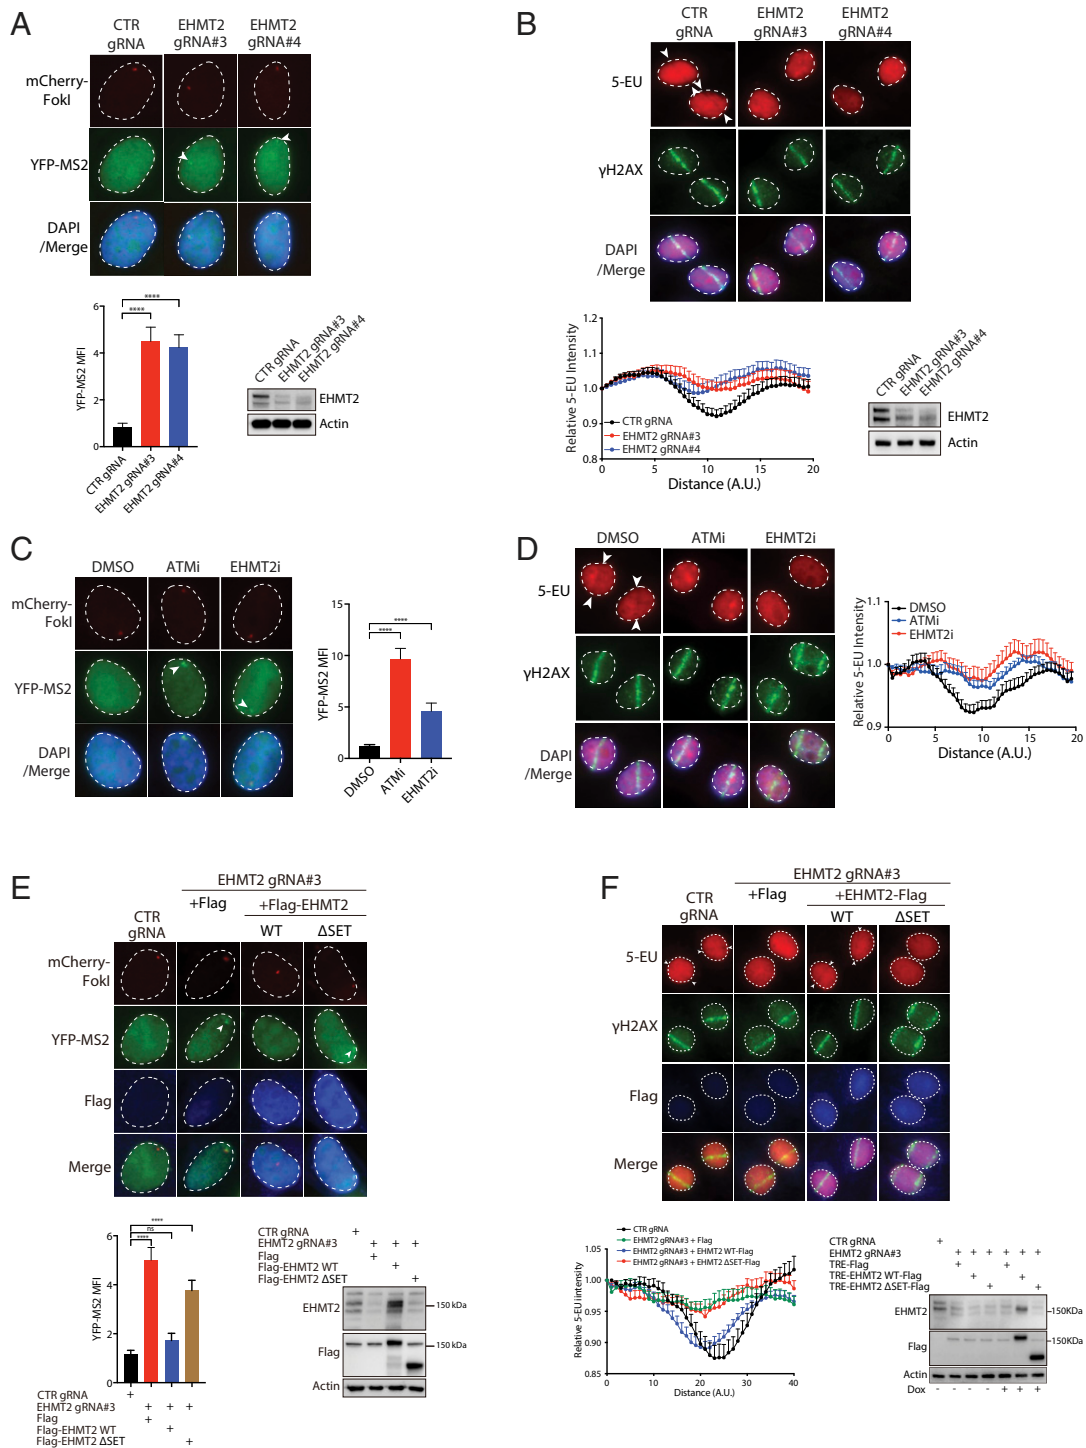 A
CTR gRNA
EHMT2 gRNA#3
EHMT2 gRNA#4
mCherry-FokI
YFP-MS2
DAPI /Merge
YFP-MS2 MFI
6
4
2
0
****
****
CTR gRNA
EHMT2 gRNA#3
EHMT2 gRNA#4
CTR gRNA
EHMT2 gRNA#3
EHMT2 gRNA#4
EHMT2
Actin
B
CTR gRNA
EHMT2 gRNA#3
EHMT2 gRNA#4
5-EU
γH2AX
DAPI /Merge
Relative 5-EU Intensity
1.2
1.1
1.0
0.9
0.8
CTR gRNA
EHMT2 gRNA#3
EHMT2 gRNA#4
0 5 10 15 20
Distance (A.U.)
CTR gRNA
EHMT2 gRNA#3
EHMT2 gRNA#4
EHMT2
Actin
C
DMSO ATMi EHMT2i
mCherry-FokI
YFP-MS2
DAPI /Merge
YFP-MS2 MFI
15
10
5
0
****
****
DMSO
ATMi
EHMT2i
D
DMSO ATMi EHMT2i
5-EU
γH2AX
DAPI /Merge
Relative 5-EU Intensity
1.1
1.0
0.9
DMSO
ATMi
EHMT2i
0 5 10 15 20
Distance (A.U.)
E
EHMT2 gRNA#3
CTR gRNA
+Flag
+Flag-EHMT2
WT ΔSET
mCherry-FokI
YFP-MS2
Flag
Merge
YFP-MS2 MFI
6
4
2
0
****
ns
****
CTR gRNA +
EHMT2 gRNA#3 + + +
Flag +
Flag-EHMT2 WT +
Flag-EHMT2 ΔSET +
CTR gRNA +
EHMT2 gRNA#3 + + +
Flag +
Flag-EHMT2 WT +
Flag-EHMT2 ΔSET +
EHMT2
150 kDa
Flag
150 kDa
Actin
F
EHMT2 gRNA#3
CTR gRNA
+Flag
+EHMT2-Flag
WT ΔSET
5-EU
γH2AX
Flag
Merge
Relative 5-EU intensity
1.05
1.00
0.95
0.90
0.85
CTR gRNA
EHMT2 gRNA#3 + Flag
EHMT2 gRNA#3 + EHMT2 WT-Flag
EHMT2 gRNA#3 + EHMT2 ΔSET-Flag
0 10 20 30 40
Distance (A.U.)
CTR gRNA +
EHMT2 gRNA#3 + + + + + +
TRE-Flag + +
TRE-EHMT2 WT-Flag + +
TRE-EHMT2 ΔSET-Flag + +
EHMT2
150KDa
Flag
150KDa
Actin
Dox - - - - + + +